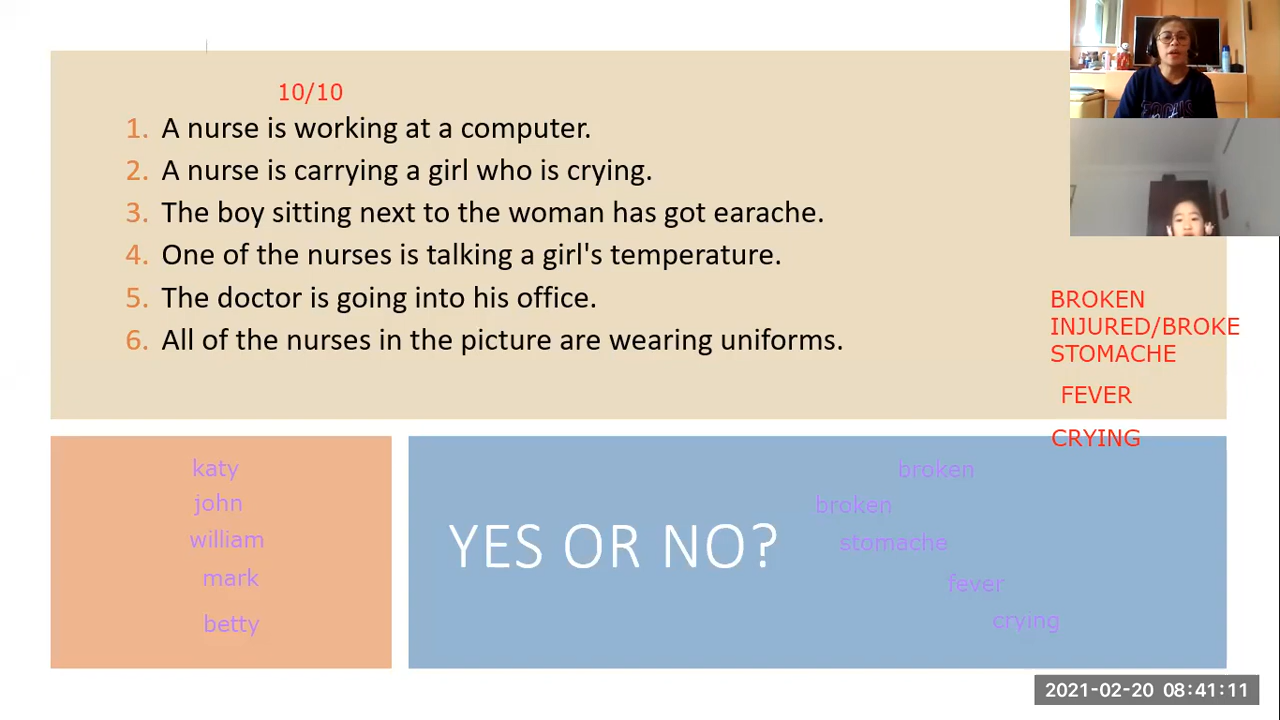 10/10
1. A nurse is working at a computer.
2. A nurse is carrying a girl who is crying.
3. The boy sitting next to the woman has got earache.
4. One of the nurses is talking a girl's temperature.
5. The doctor is going into his office.
6. All of the nurses in the picture are wearing uniforms.
BROKEN
INJURED/BROKE
STOMACHE
FEVER
CRYING
katy
john
william
mark
betty
YES OR NO?
broken
broken
stomache
fever
crying
2021-02-20 08:41:11